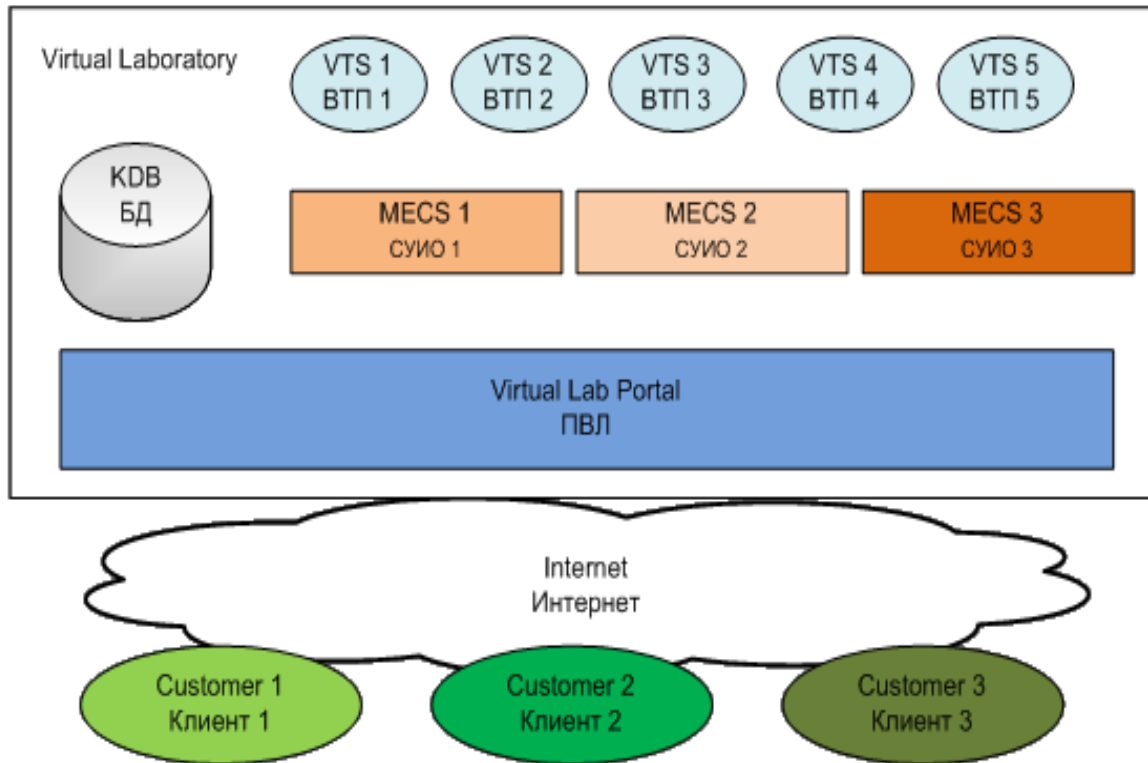 Virtual Laboratory
VTS 1
ВТП 1
VTS 2
ВТП 2
VTS 3
ВТП 3
VTS 4
ВТП 4
VTS 5
ВТП 5
KDB
БД
MECS 1
СУИО 1
MECS 2
СУИО 2
MECS 3
СУИО 3
Virtual Lab Portal
ПВЛ
Internet
Интернет
Customer 1
Клиент 1
Customer 2
Клиент 2
Customer 3
Клиент 3